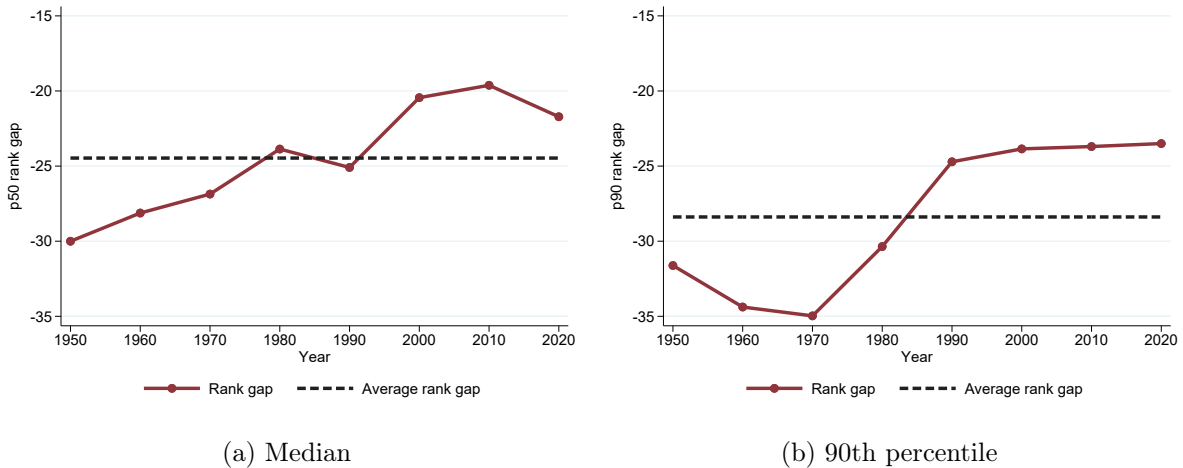 -15
-20
-25
-30
-35
p50 rank gap
1950 1960 1970 1980 1990 2000 2010 2020
Year
Rank gap Average rank gap
(a) Median
-15
-20
-25
-30
-35
p90 rank gap
1950 1960 1970 1980 1990 2000 2010 2020
Year
Rank gap Average rank gap
(b) 90th percentile